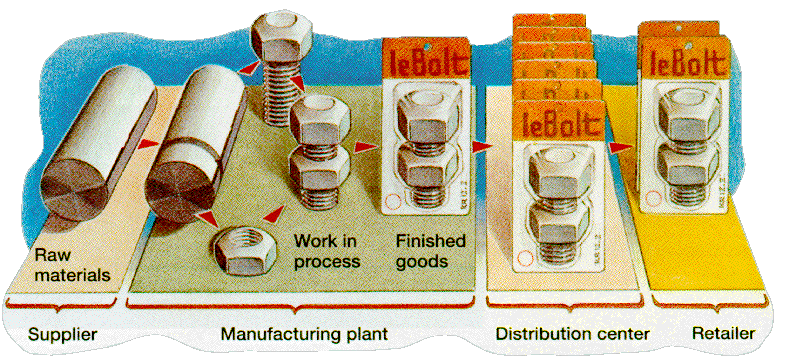 leBolt
leBolt
leBolt
Raw
materials
Work in
process
Finished
goods
Supplier
Manufacturing plant
Distribution center
Retailer